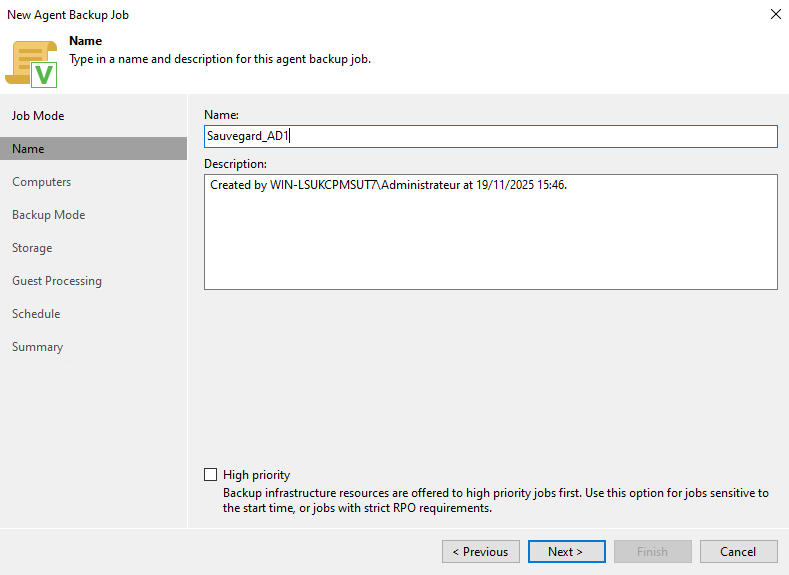 New Agent Backup Job
Name
Type in a name and description for this agent backup job.
V
Job Mode
Name
Computers
Backup Mode
Storage
Guest Processing
Schedule
Summary
Name:
Sauvegard_AD1
Description:
Created by WIN-LSUKCPMSUT7\Administrateur at 19/11/2025 15:46.
High priority
Backup infrastructure resources are offered to high priority jobs first. Use this option for jobs sensitive to
the start time, or jobs with strict RPO requirements.
< Previous
Next >
Finish
Cancel